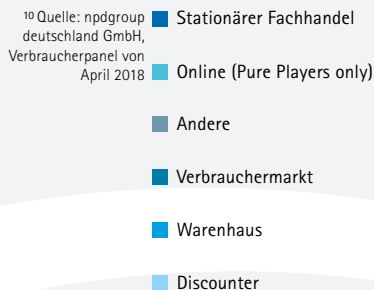 ¹⁰ Quelle: npdgroup
deutschland GmbH,
Verbraucherpanel von
April 2018
Stationärer Fachhandel
Online (Pure Players only)
Andere
Verbrauchermarkt
Warenhaus
Discounter